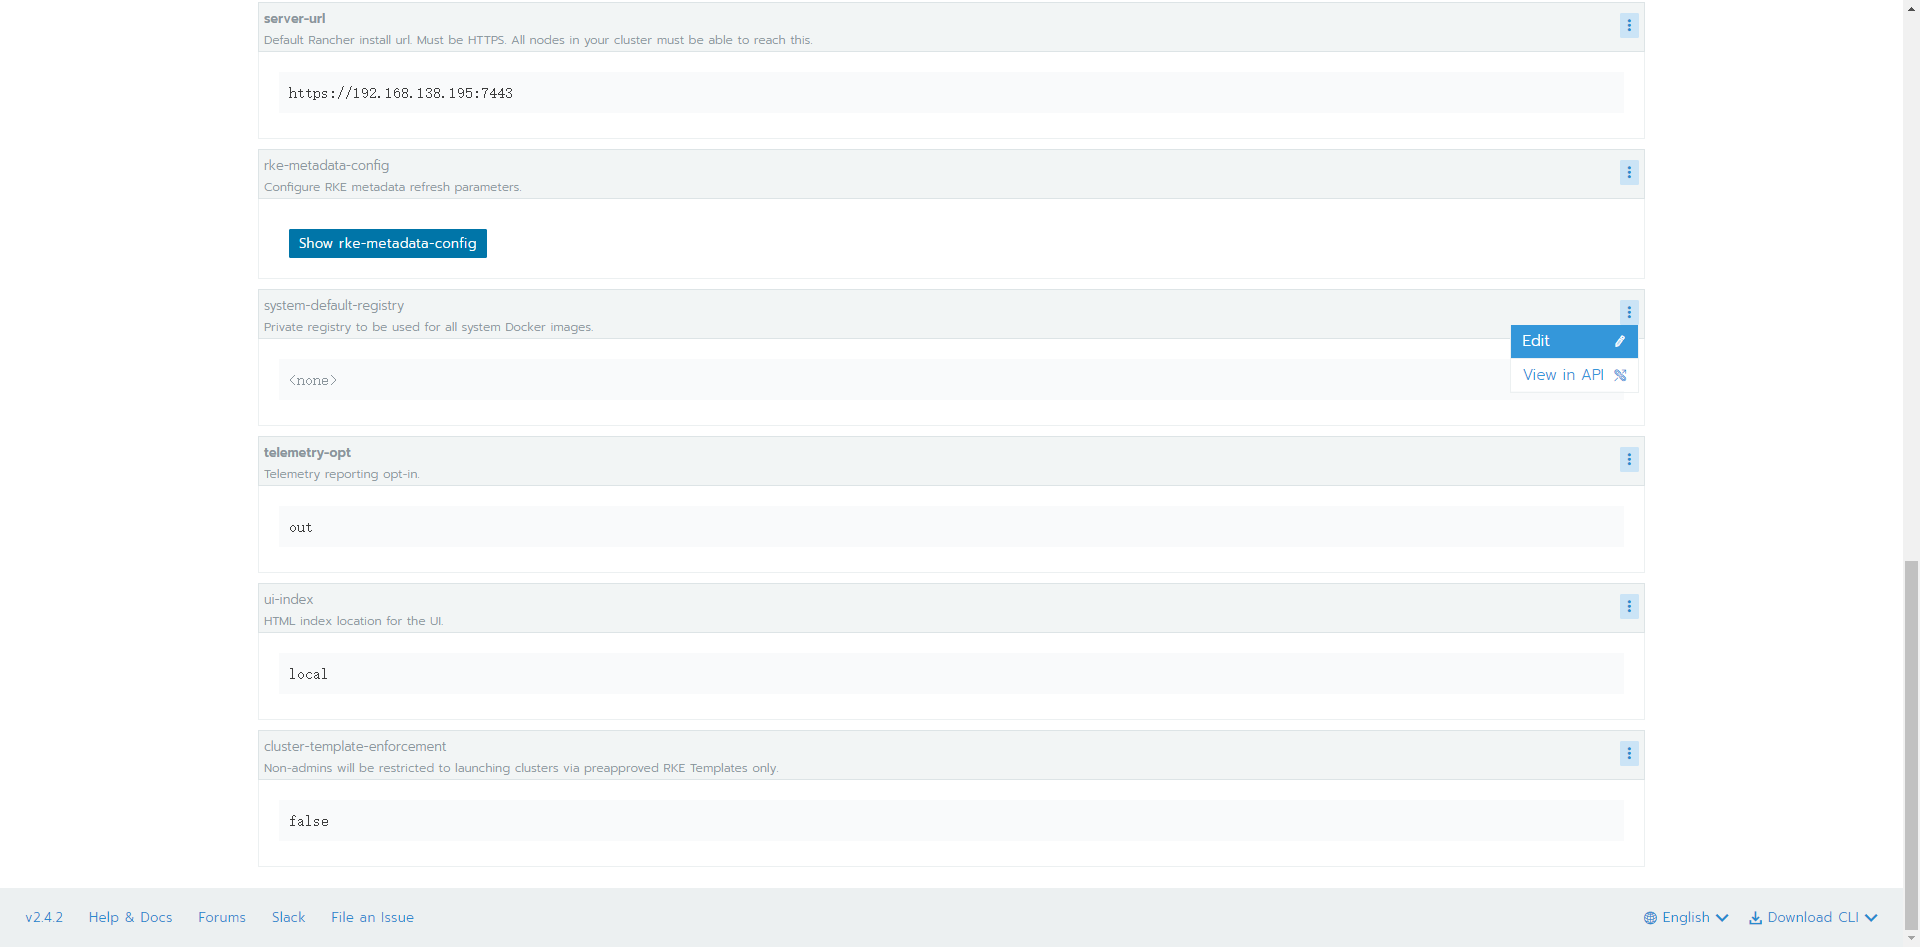 server-url
Default Rancher install url. Must be HTTPS. All nodes in your cluster must be able to reach this.
https://192.168.138.195:7443
rke-metadata-config
Configure RKE metadata refresh parameters.
Show rke-metadata-config
system-default-registry
Private registry to be used for all system Docker images.
Edit
<none>
View in API
telemetry-opt
Telemetry reporting opt-in.
out
ui-index
HTML index location for the UI.
local
cluster-template-enforcement
Non-admins will be restricted to launching clusters via preapproved RKE Templates only.
false
v2.4.2 Help & Docs Forums Slack File an Issue English Download CLI